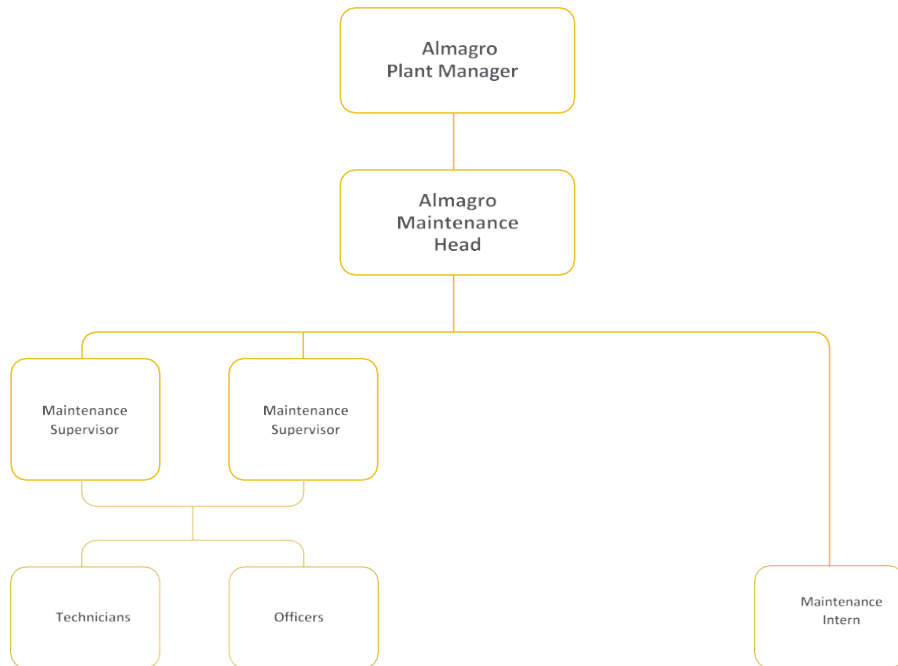 Almagro
Plant Manager
Almagro
Maintenance
Head
Maintenance
Supervisor
Maintenance
Supervisor
Technicians
Officers
Maintenance
Intern